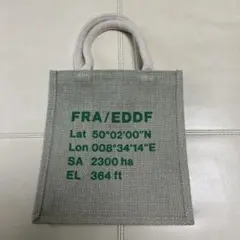 FRA/EDDF
Lat 50°02'00"N
Lon 008°34'14"E
SA 2300 ha
EL 364 ft